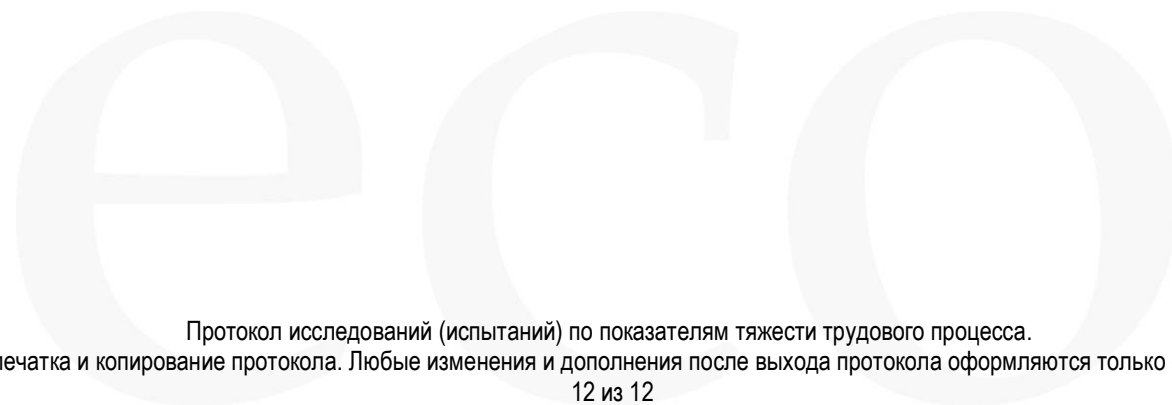 eco
Протокол исследований (испытаний) по показателям тяжести трудового процесса.
и копирование протокола. Любые изменения и дополнения после выхода протокола оформляются только
12 из 12